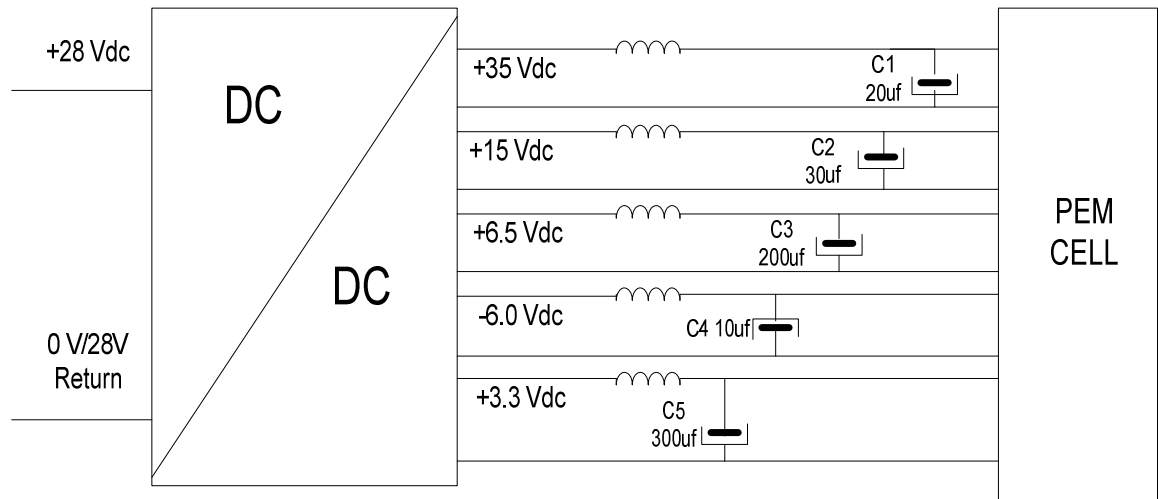 +28 Vdc
DC
DC
0 V/28V
Return
+35 Vdc
C1
20uf
+15 Vdc
C2
30uf
+6.5 Vdc
C3
200uf
-6.0 Vdc
C4 10uf
+3.3 Vdc
C5
300uf
PEM
CELL